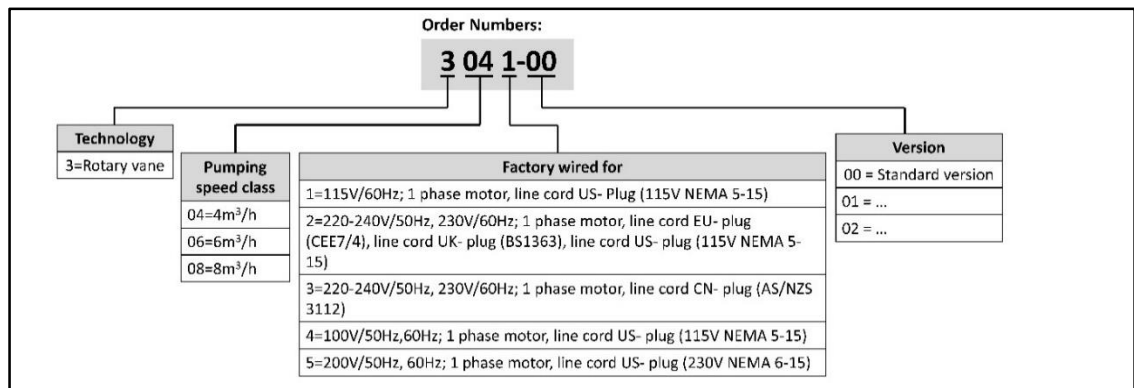 Order Numbers:
3 04 1-00
Technology
3=Rotary vane
Pumping
speed class
04=4m³/h
06=6m³/h
08=8m³/h
Factory wired for
1=115V/60Hz; 1 phase motor, line cord US- Plug (115V NEMA 5-15)
2=220-240V/50Hz, 230V/60Hz; 1 phase motor, line cord EU- plug
(CEE7/4), line cord UK- plug (BS1363), line cord US- plug (115V NEMA 5-
15)
3=220-240V/50Hz, 230V/60Hz; 1 phase motor, line cord CN- plug (AS/NZS
3112)
4=100V/50Hz,60Hz; 1 phase motor, line cord US- plug (115V NEMA 5-15)
5=200V/50Hz, 60Hz; 1 phase motor, line cord US- plug (230V NEMA 6-15)
Version
00 = Standard version
01 = ...
02 = ...